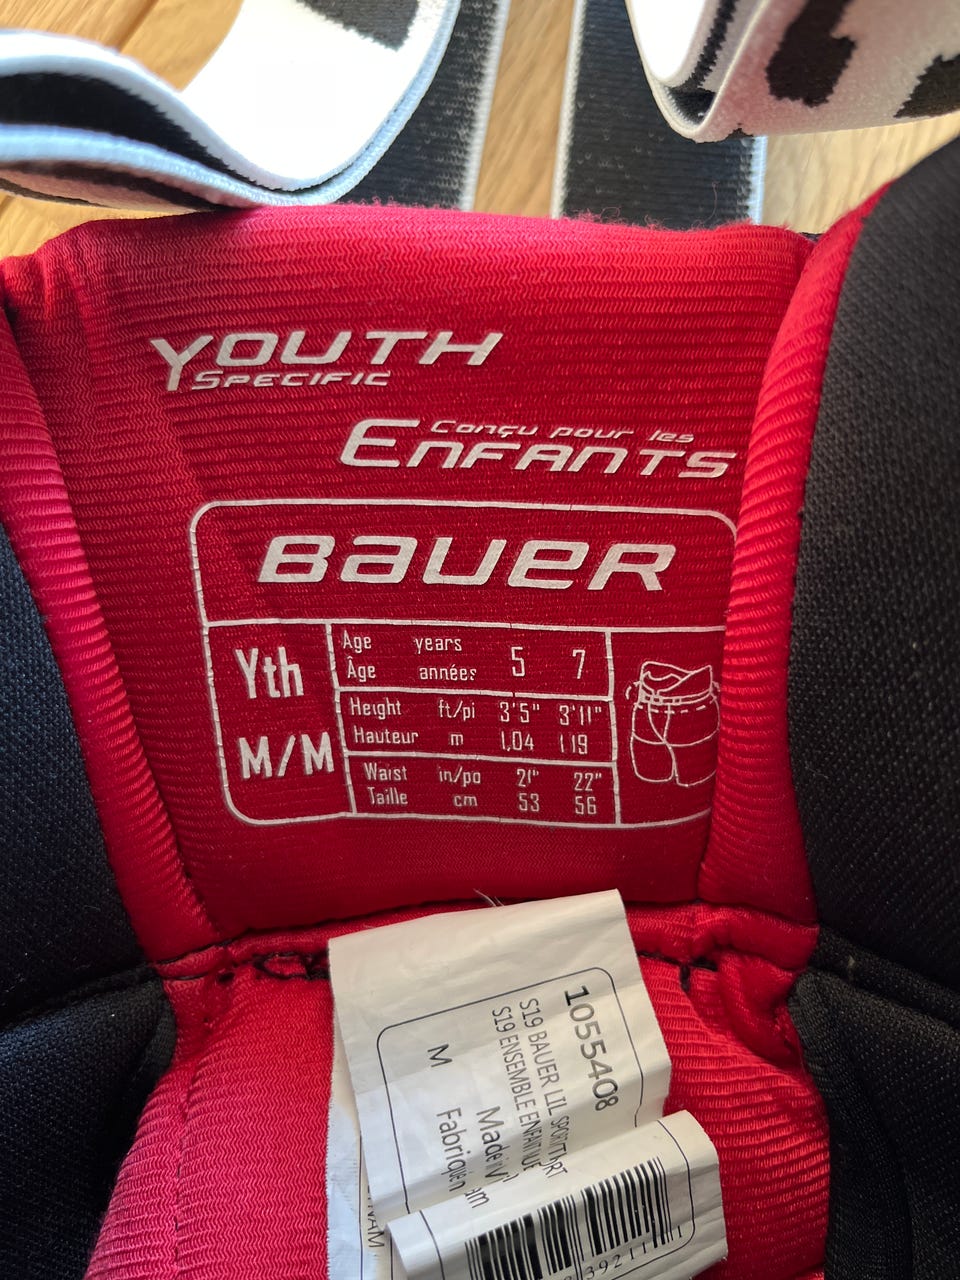 YOUTH
SPECIFIC
Conçu pour les
ENFANTS
BAUER
Yth
M/M
Age years 5 7
Âge années
Height ft/pi 3'5" 3'11"
Hauteur m 1,04 1 19
Waist in/po 21" 22"
Taille cm 53 56
1055408
S19 BAUER LIL SPORT
S19 ENSEMBLE ENFANT
M
Made
Fabriqué